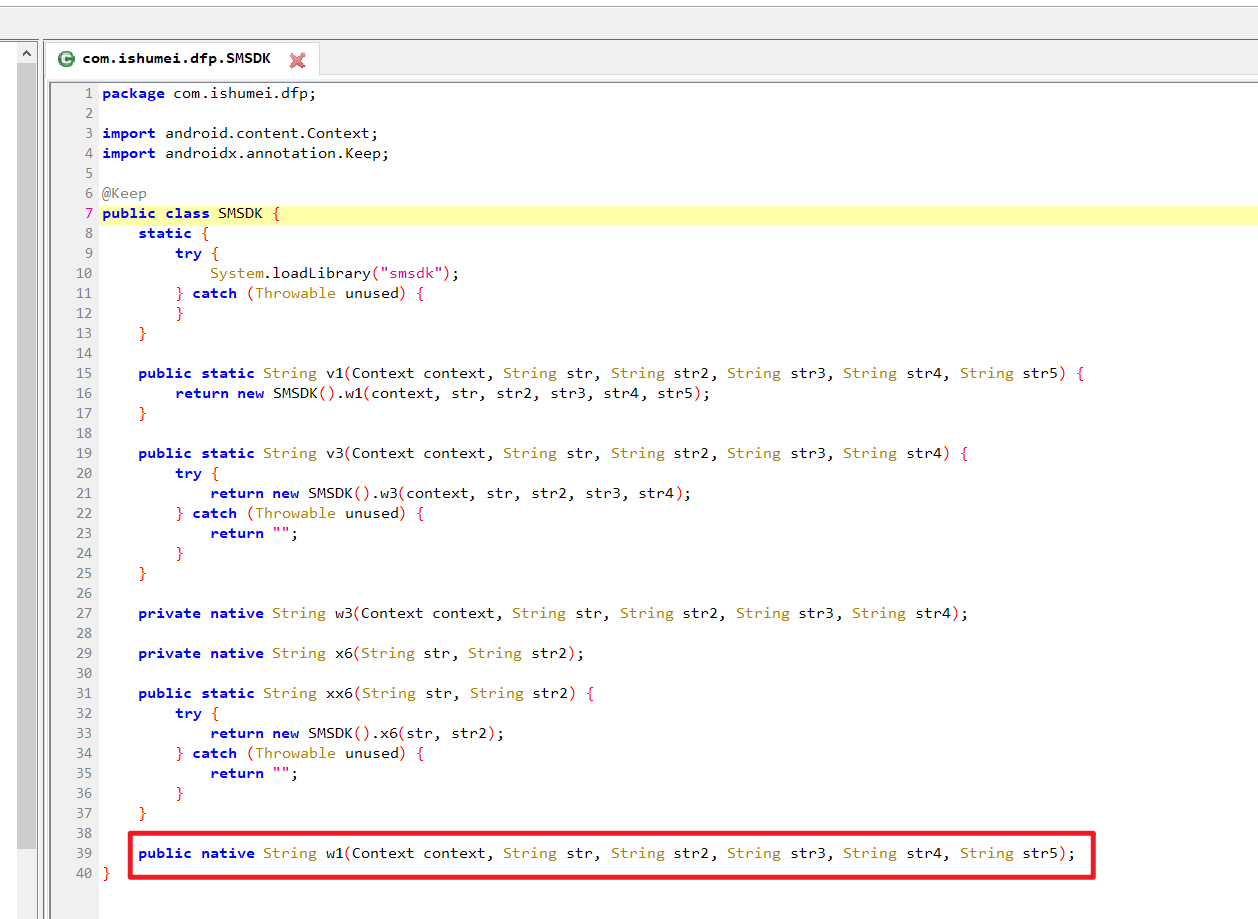 com.ishumei.dfp.SMSDK
1 package com.ishumei.dfp;
2
3 import android.content.Context;
4 import androidx.annotation.Keep;
5
6 @Keep
7 public class SMSDK {
8 static {
9 try {
10 System.loadLibrary("smsdk");
11 } catch (Throwable unused) {
12 }
13 }
14
15 public static String v1(Context context, String str, String str2, String str3, String str4, String str5) {
16 return new SMSDK().w1(context, str, str2, str3, str4, str5);
17 }
18
19 public static String v3(Context context, String str, String str2, String str3, String str4) {
20 try {
21 return new SMSDK().w3(context, str, str2, str3, str4);
22 } catch (Throwable unused) {
23 return "";
24 }
25 }
26
27 private native String w3(Context context, String str, String str2, String str3, String str4);
28
29 private native String x6(String str, String str2);
30
31 public static String xx6(String str, String str2) {
32 try {
33 return new SMSDK().x6(str, str2);
34 } catch (Throwable unused) {
35 return "";
36 }
37 }
38
39 public native String w1(Context context, String str, String str2, String str3, String str4, String str5);
40 }